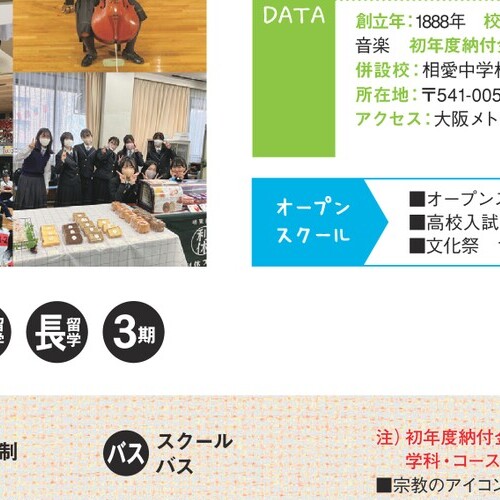 DATA
創立年：1888年 校
音楽 初年度納付金
併設校：相愛中学校
所在地：〒541-005
アクセス：大阪メト
オープン
スクール
■オープンス
■高校入試
■文化祭
留学
長留学
3期
制
バス スクール
バス
注）初年度納付金
学科・コース
■宗教のアイコン